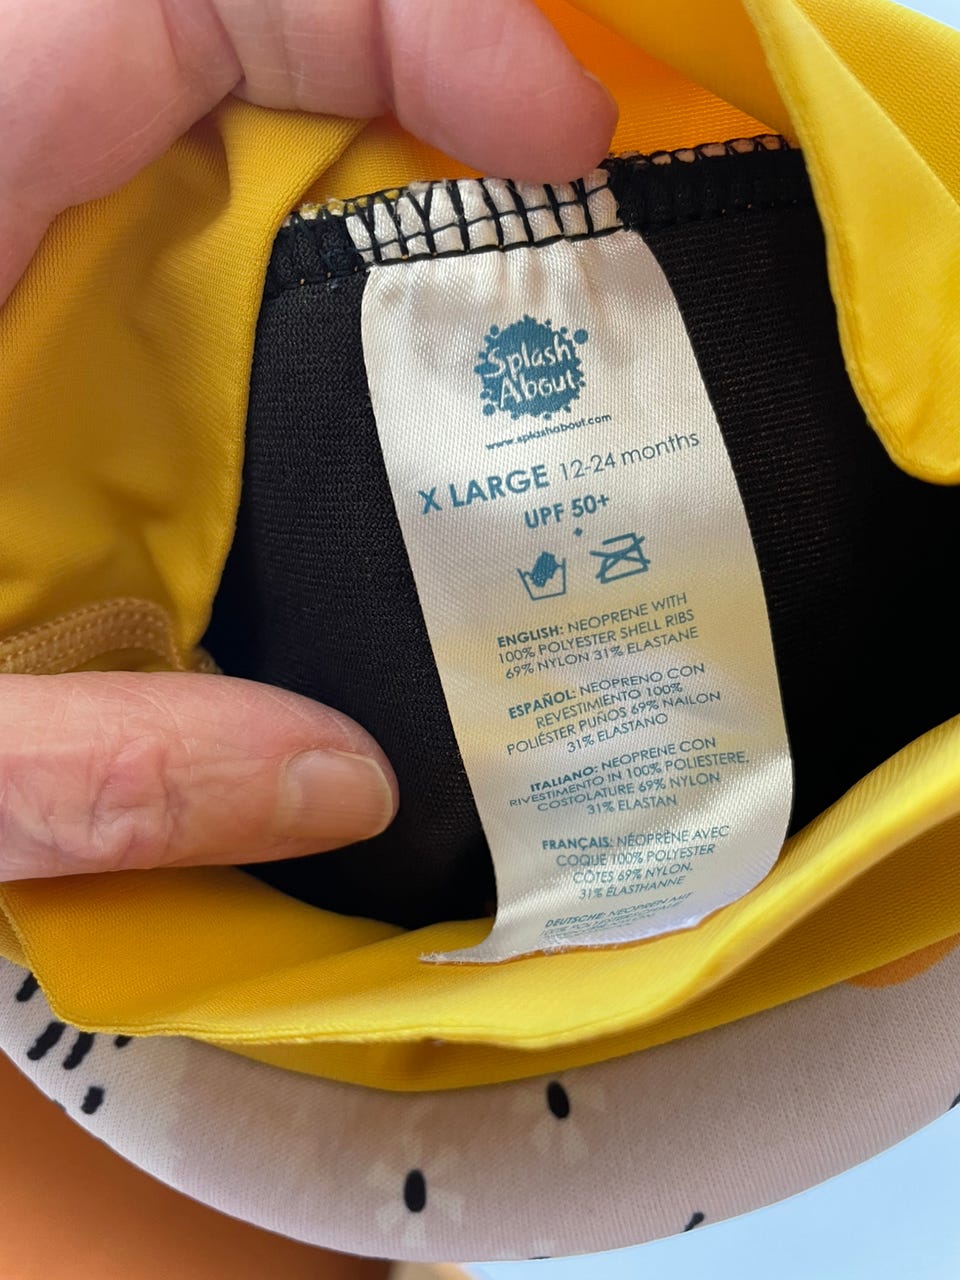 Splash
About
www.splashabout.com
X LARGE 12-24 months
UPF 50+
ENGLISH: NEOPRENE WITH
100% POLYESTER SHELL RIBS
69% NYLON 31% ELASTANE
ESPAÑOL: NEOPRENO CON
REVESTIMIENTO 100%
POLIÉSTER PUÑOS 69% NAILON
31% ELASTANO
ITALIANO: NEOPRENE CON
RIVESTIMENTO IN 100% POLIESTERE,
COSTOLATURE 69% NYLON
31% ELASTAN
FRANÇAIS: NÉOPRÈNE AVEC
COQUE 100% POLYESTER
CÔTES 69% NYLON,
31% ÉLASTHANNE
DEUTSCHE: NEOPREN MIT